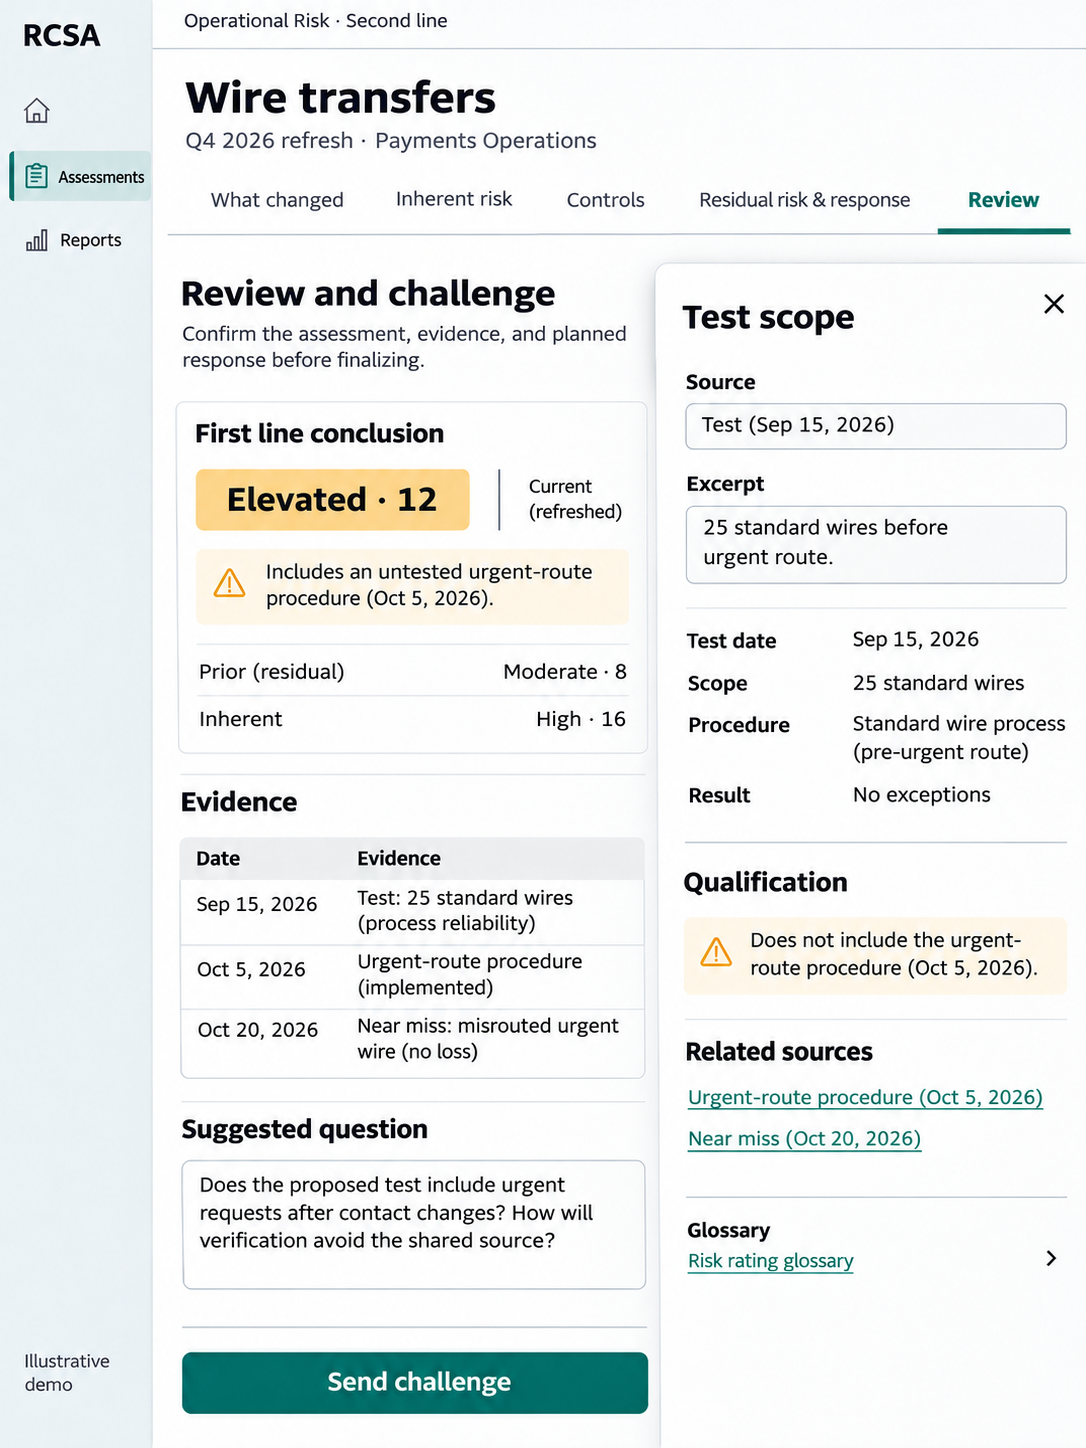 RCSA
Assessments
Reports
Illustrative
demo
Operational Risk · Second line
Wire transfers
Q4 2026 refresh · Payments Operations
What changed
Inherent risk
Controls
Residual risk & response
Review
Review and challenge
Confirm the assessment, evidence, and planned
response before finalizing.
First line conclusion
Elevated · 12
Current
(refreshed)
Includes an untested urgent-route
procedure (Oct 5, 2026).
Prior (residual) Moderate · 8
Inherent High · 16
Evidence
Date Evidence
Sep 15, 2026 Test: 25 standard wires
(process reliability)
Oct 5, 2026 Urgent-route procedure
(implemented)
Oct 20, 2026 Near miss: misrouted urgent
wire (no loss)
Suggested question
Does the proposed test include urgent
requests after contact changes? How will
verification avoid the shared source?
Send challenge
Test scope
Source
Test (Sep 15, 2026)
Excerpt
25 standard wires before
urgent route.
Test date Sep 15, 2026
Scope 25 standard wires
Procedure Standard wire process
(pre-urgent route)
Result No exceptions
Qualification
Does not include the urgent-
route procedure (Oct 5, 2026).
Related sources
Urgent-route procedure (Oct 5, 2026)
Near miss (Oct 20, 2026)
Glossary
Risk rating glossary